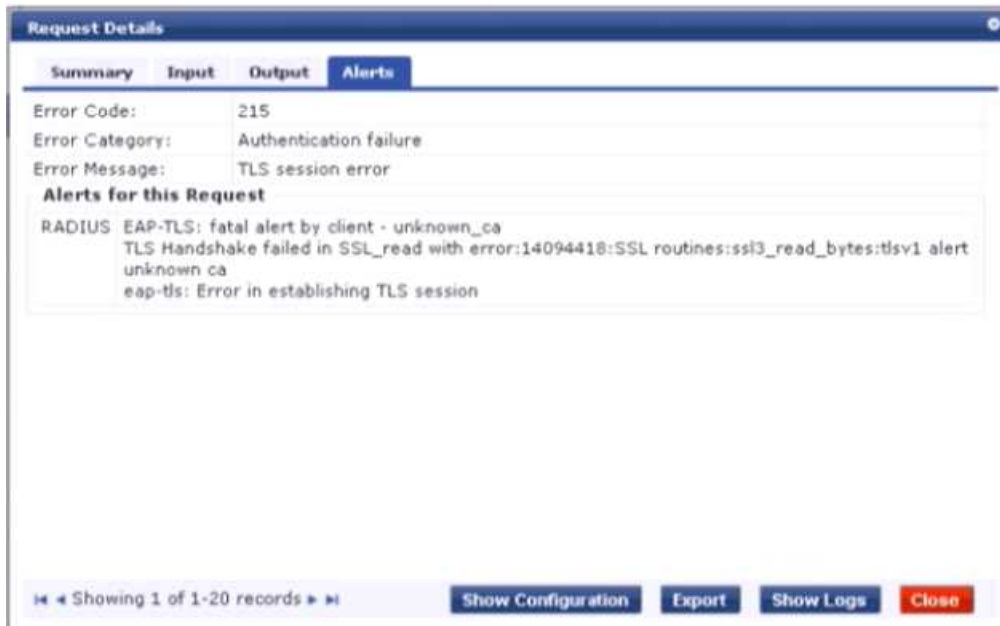 Request Details
Summary Input Output Alerts
Error Code: 215
Error Category: Authentication failure
Error Message: TLS session error
Alerts for this Request
RADIUS EAP-TLS: fatal alert by client - unknown_ca
TLS Handshake failed in SSL_read with error:14094418:SSL routines:ssl3_read_bytes:tlsv1 alert
unknown ca
eap-tls: Error in establishing TLS session
Showing 1 of 1-20 records
Show Configuration Export Show Logs Close